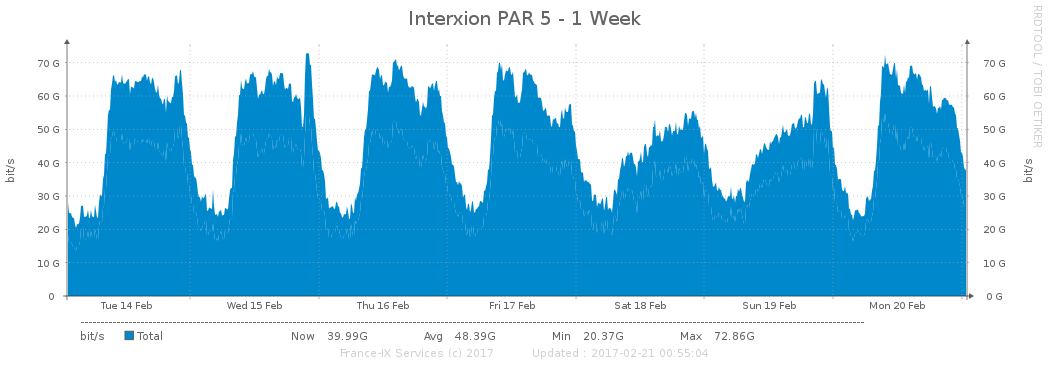 Interxion PAR 5 - 1 Week
RRDTOOL / TOBI OETIKER
bit/s
70 G
60 G
50 G
40 G
30 G
20 G
10 G
0
70 G
60 G
50 G
40 G
30 G
20 G
10 G
0 G
bit/s
Tue 14 Feb Wed 15 Feb Thu 16 Feb Fri 17 Feb Sat 18 Feb Sun 19 Feb Mon 20 Feb
bit/s Total Now 39.99G Avg 48.39G Min 20.37G Max 72.86G
France-IX Services (c) 2017 Updated : 2017-02-21 00:55:04